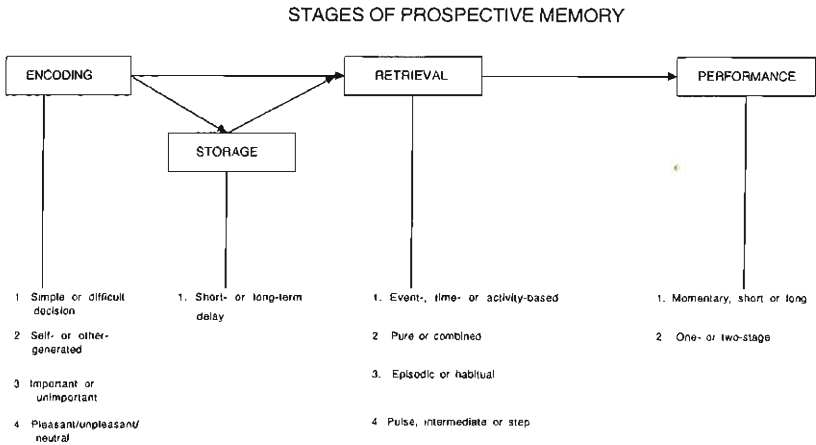 STAGES OF PROSPECTIVE MEMORY
ENCODING
RETRIEVAL
PERFORMANCE
STORAGE
1 Simple or difficult
decision
2 Self- or other-
generated
3 Important or
unimportant
4 Pleasant/unpleasant/
neutral
1. Short- or long-term
delay
1. Event-, time- or activity-based
2 Pure or combined
3. Episodic or habitual
4 Pulse, intermediate or step
1. Momentary, short or long
2 One- or two-stage